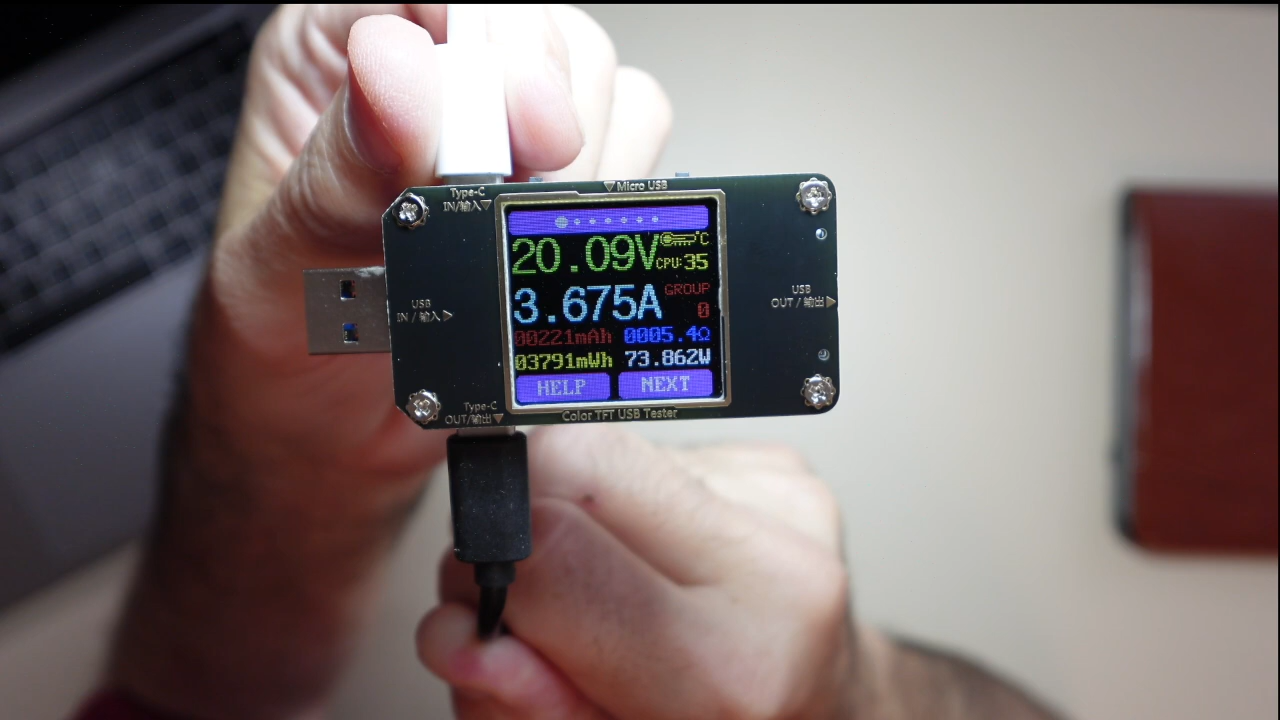 Type-C
IN/输入▽
▽Micro USB
20.09V
℃
CPU:35
3.675A
GROUP
0
00221mAh 0005.4Ω
03791mWh 73.862W
HELP NEXT
USB
IN / 输入▷
USB
OUT / 输出▷
Type-C
OUT/输出▽
Color TFT USB Tester